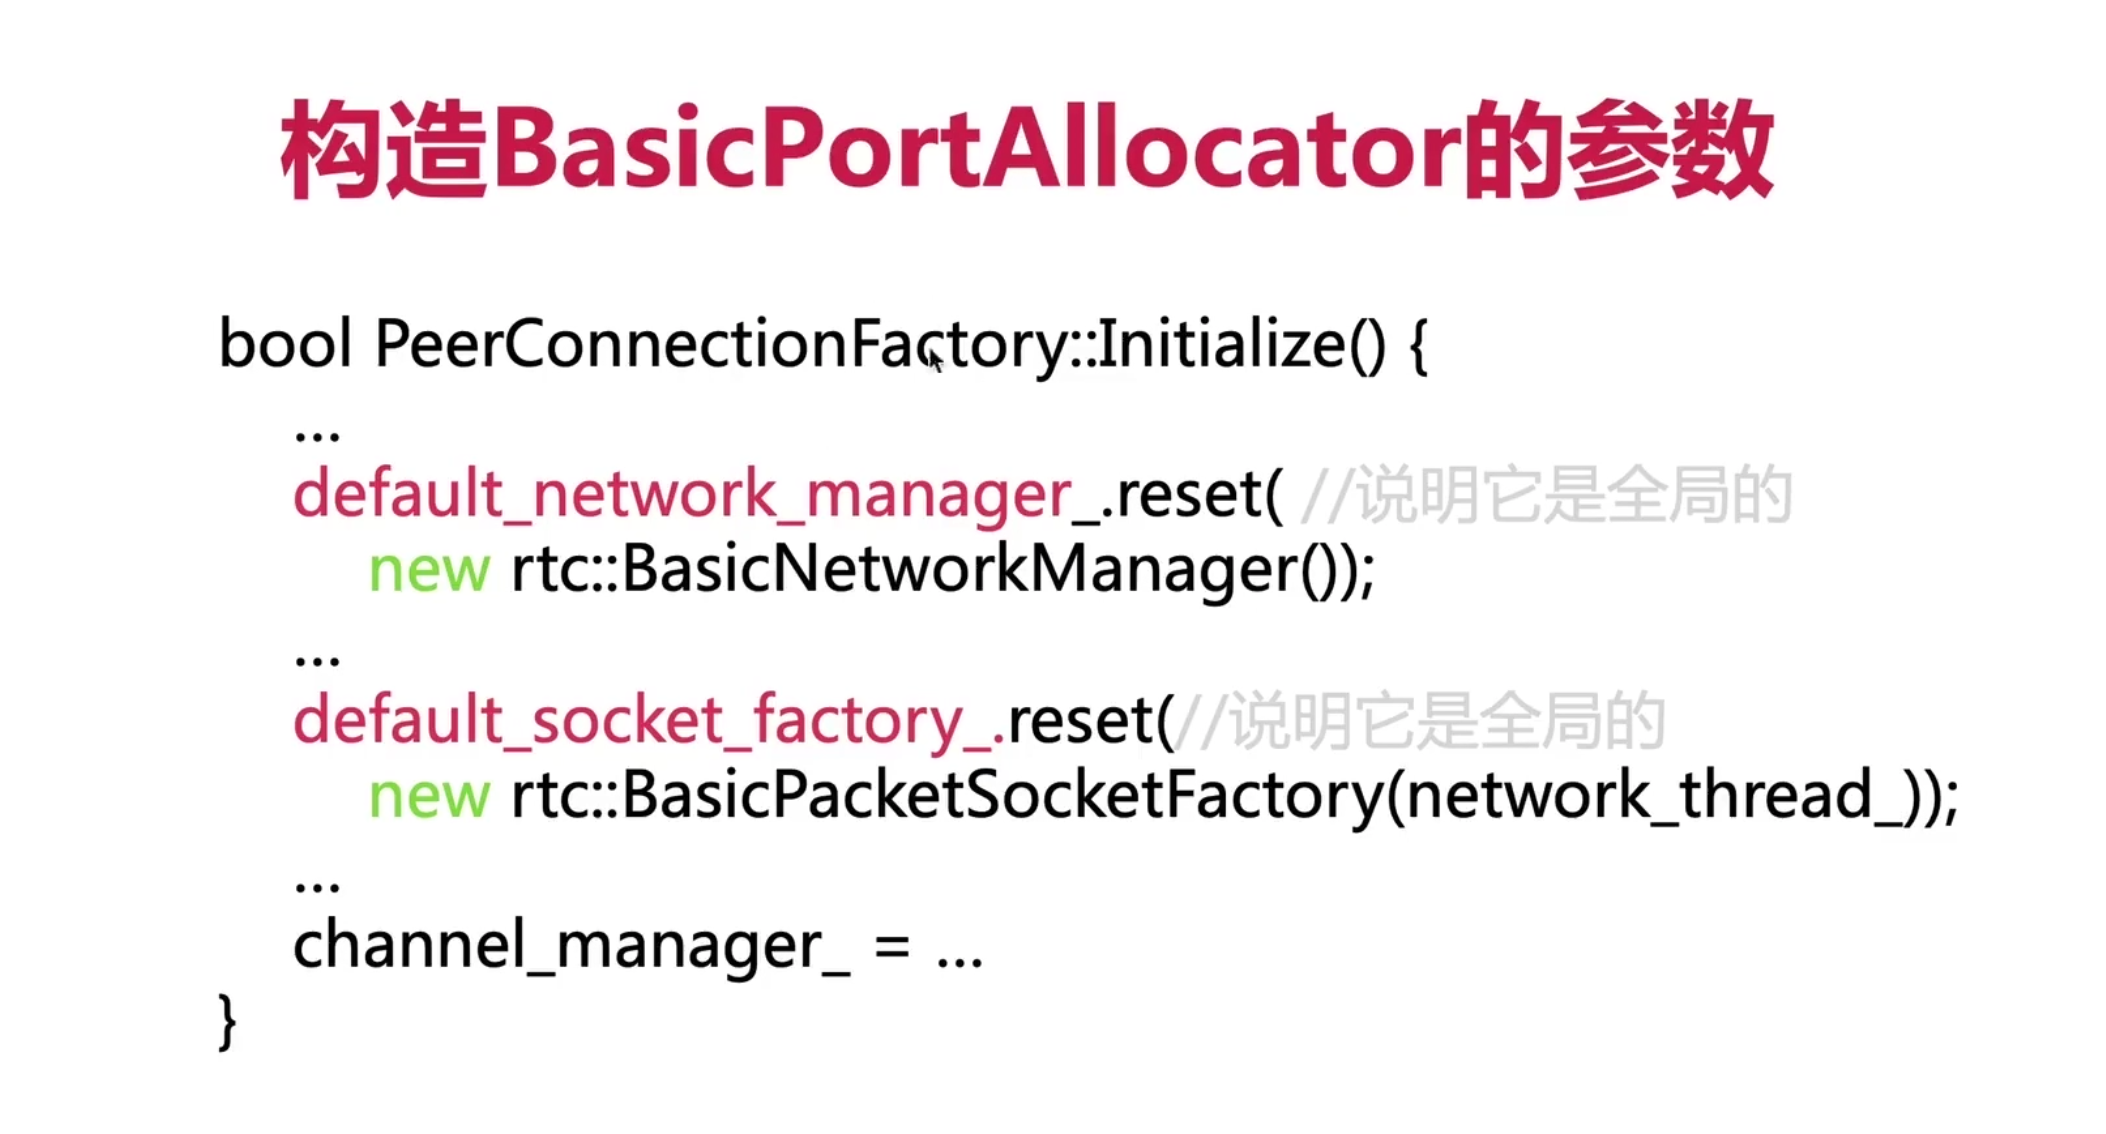 构造BasicPortAllocator的参数
bool PeerConnectionFactory::Initialize() {
...
default_network_manager_.reset( //说明它是全局的
new rtc::BasicNetworkManager());
...
default_socket_factory_.reset(//说明它是全局的
new rtc::BasicPacketSocketFactory(network_thread_));
...
channel_manager_ = ...
}